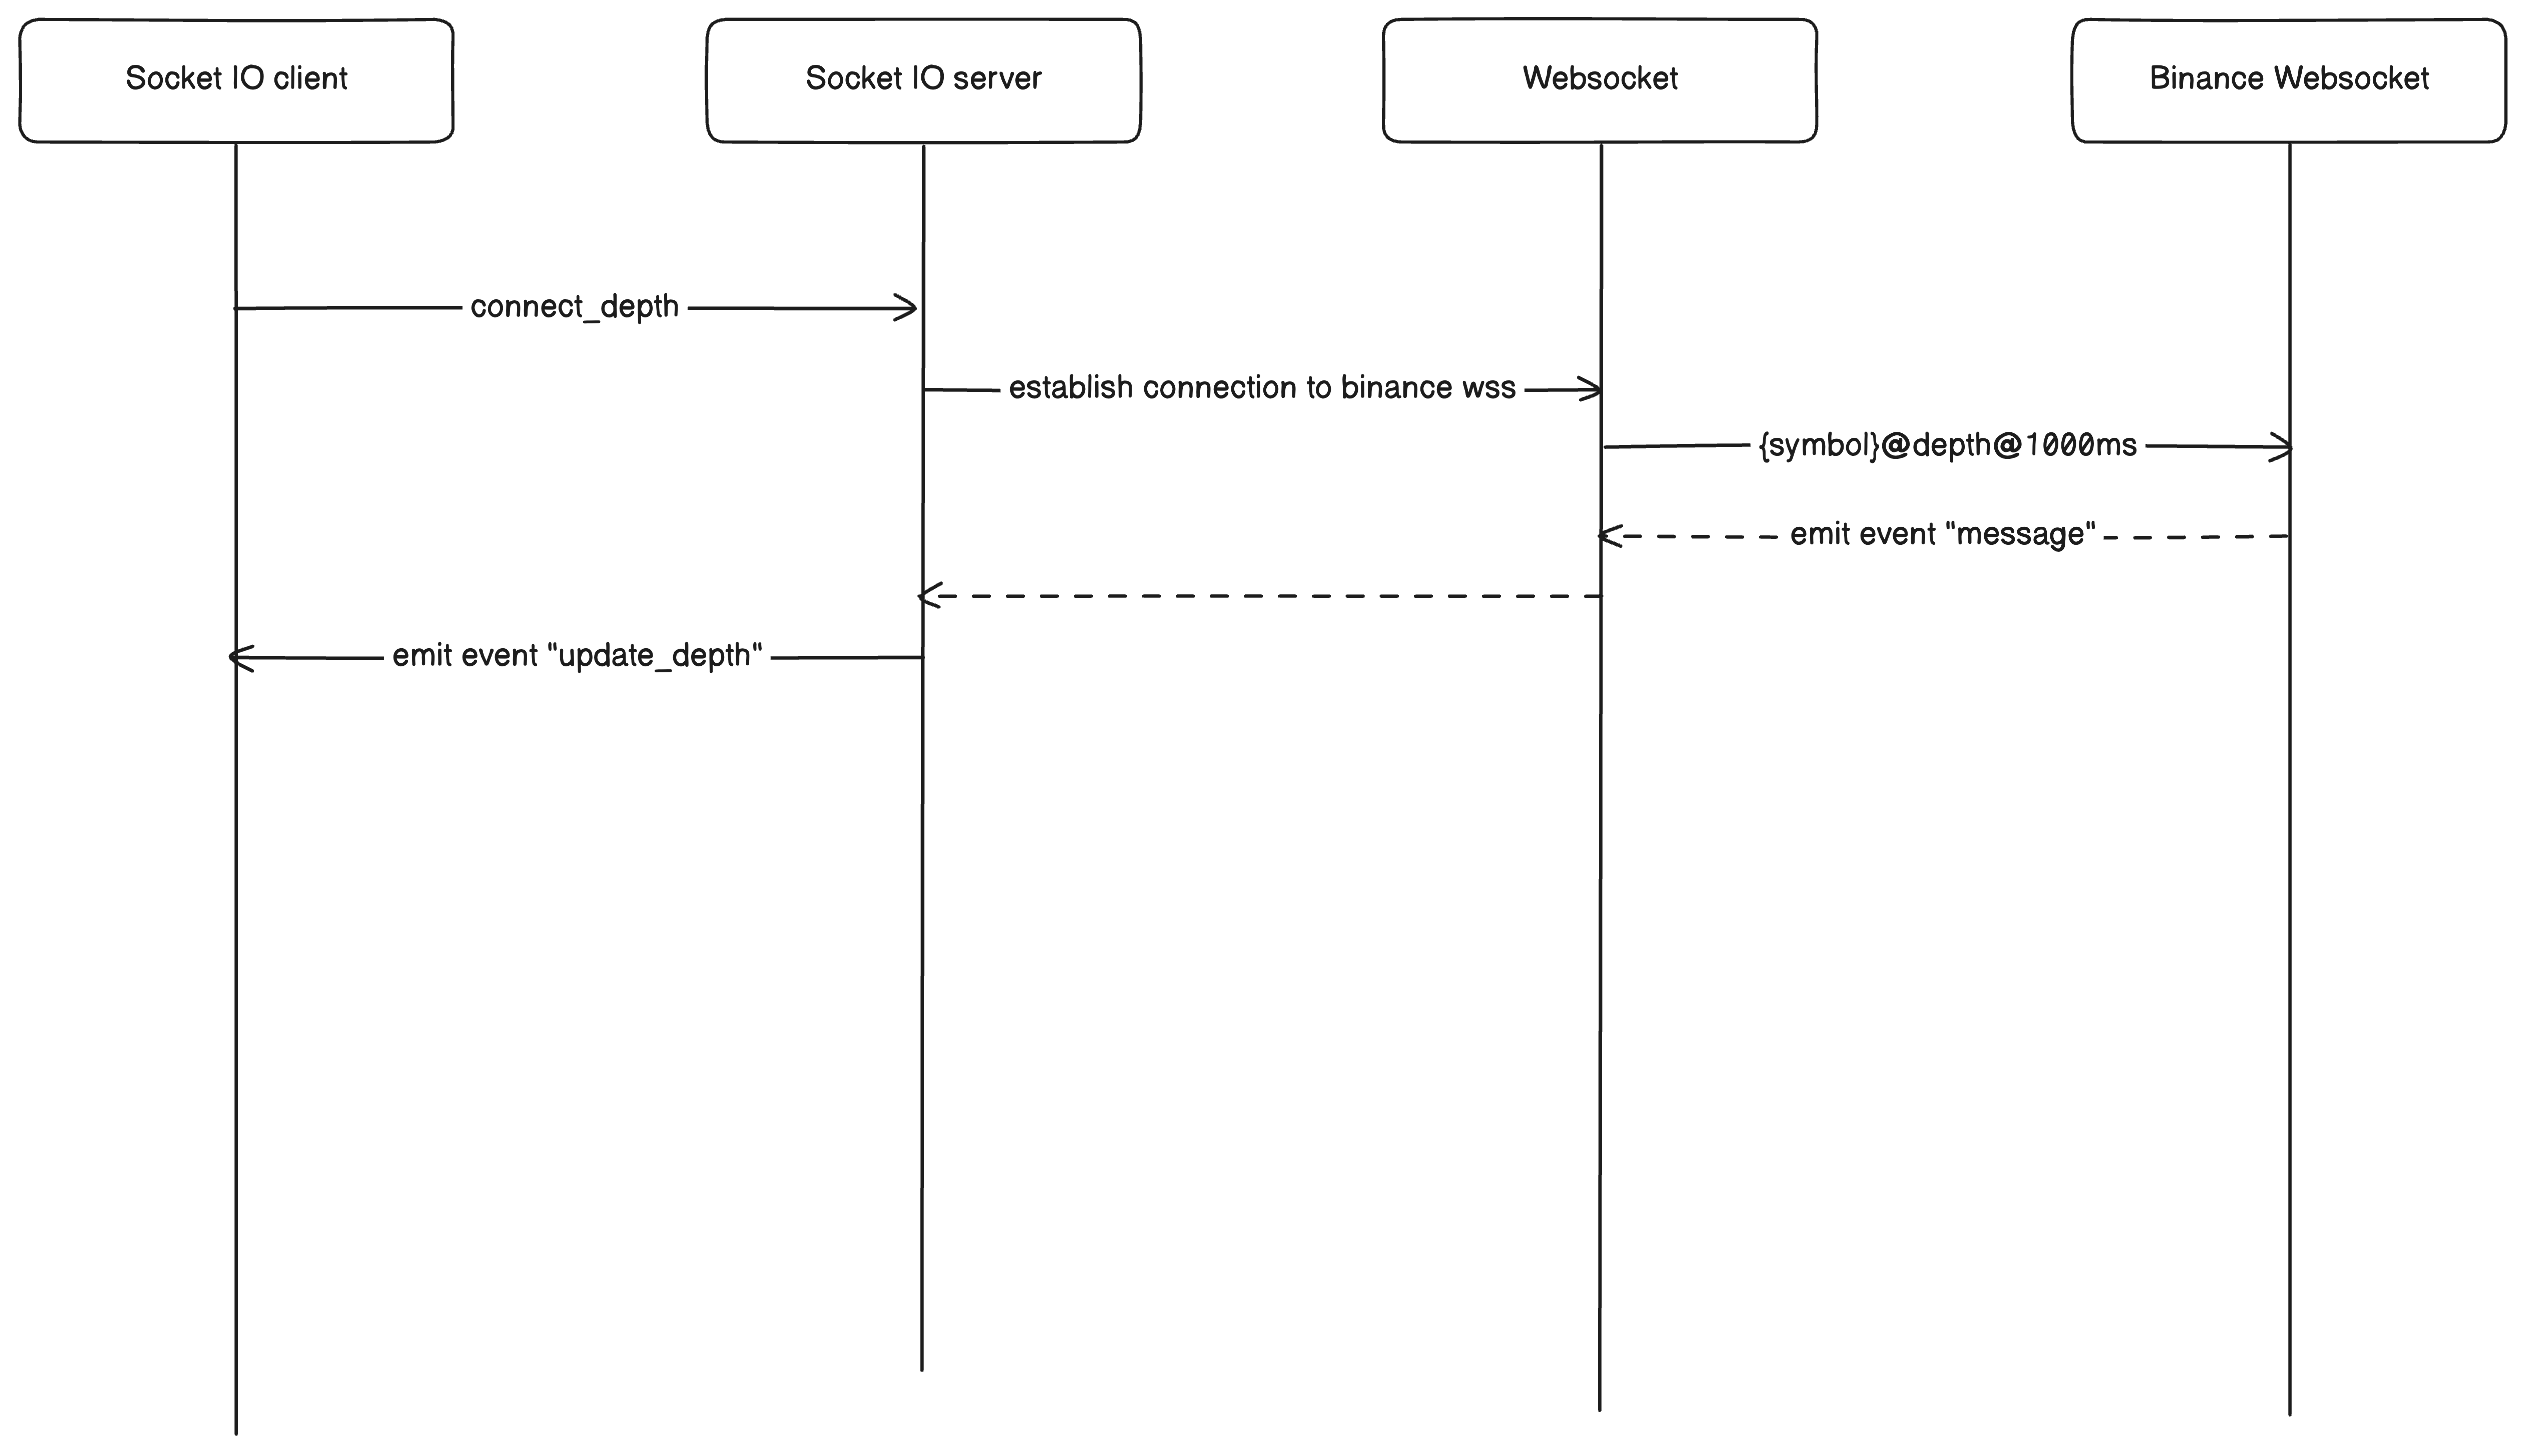 Socket IO client
Socket IO server
Websocket
Binance Websocket
connect_depth
establish connection to binance wss
{symbol}@depth@1000ms
emit event "message"
emit event "update_depth"